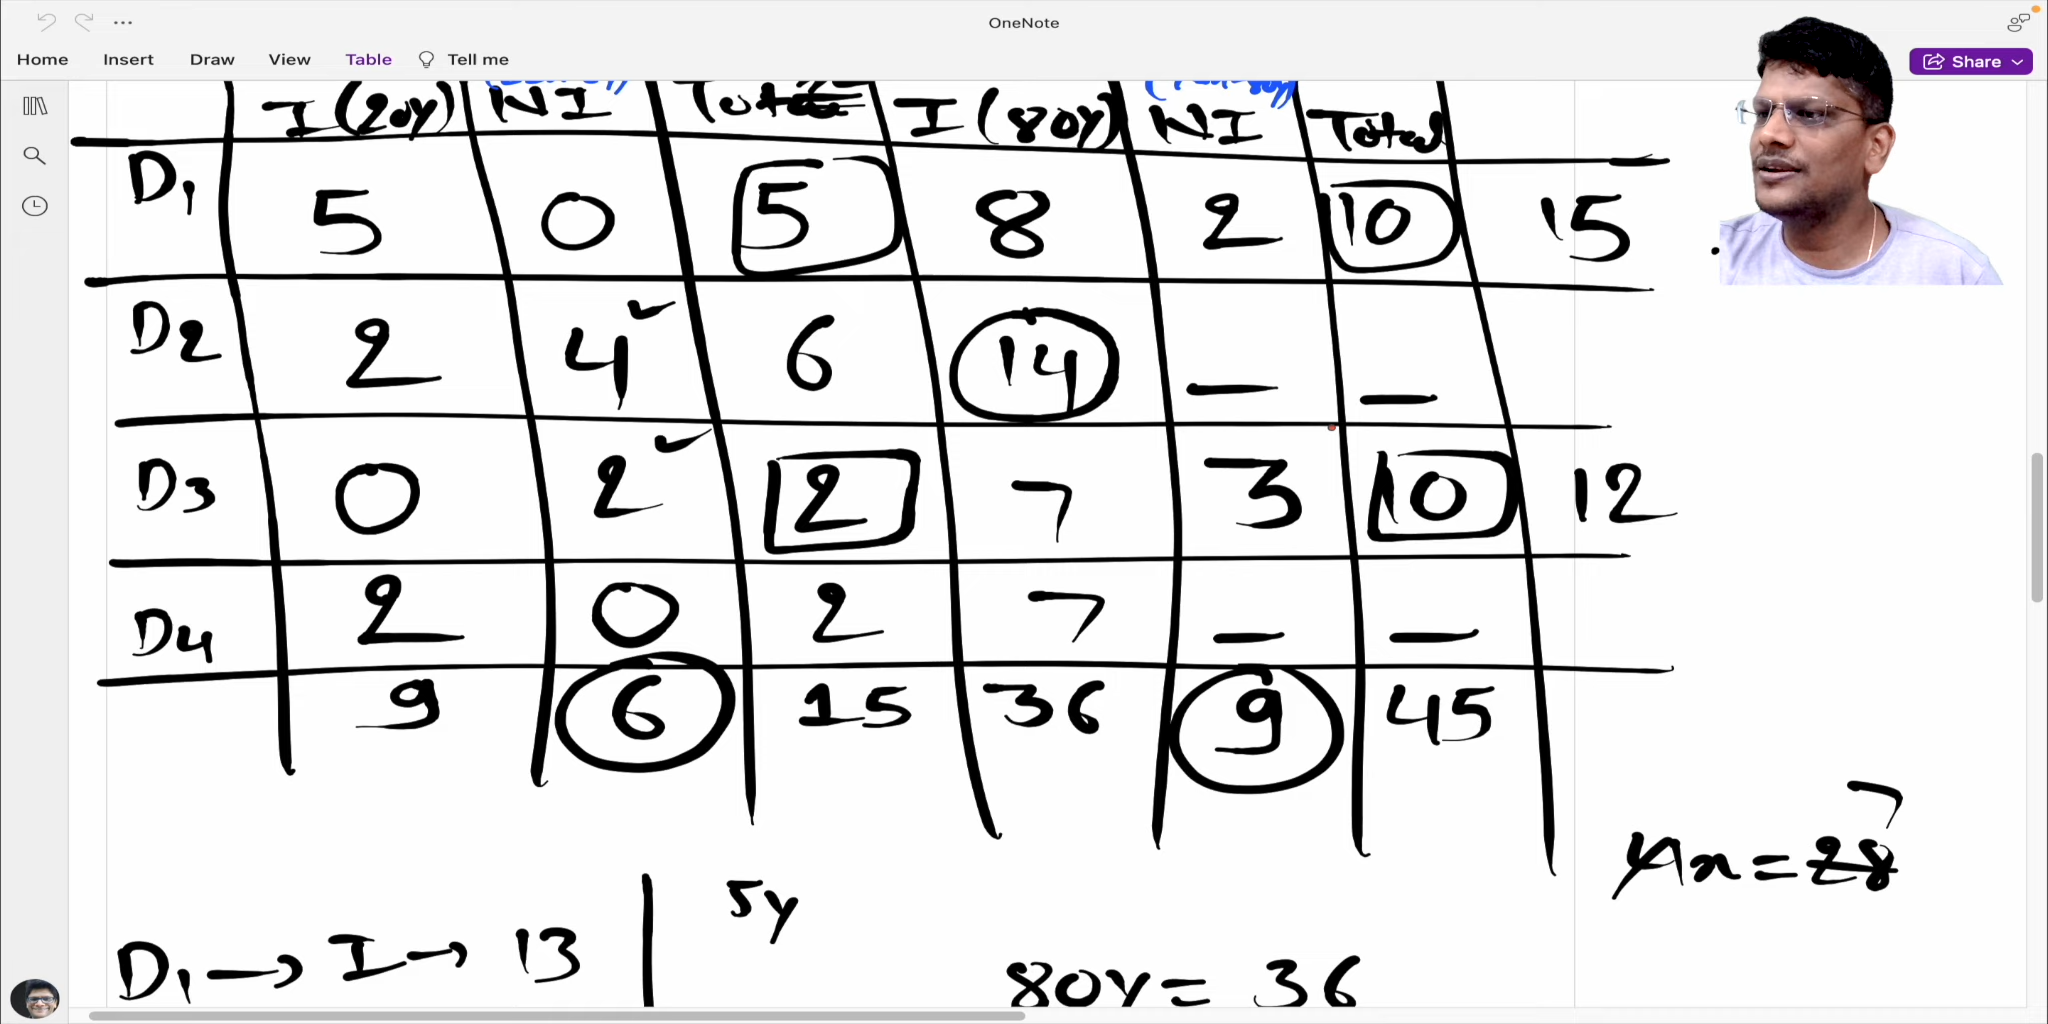 OneNote
Home Insert Draw View Table Tell me Share
I (20y) NI Total I (80y) NI Total
D1 5 0 5 8 2 10 15
D2 2 4 ✓ 6 14 — —
D3 0 2 ✓ 2 7 3 10 12
D4 2 0 2 7 — —
9 6 15 36 9 45
7
4x = 28
5y
D1 → I → 13
80y = 36